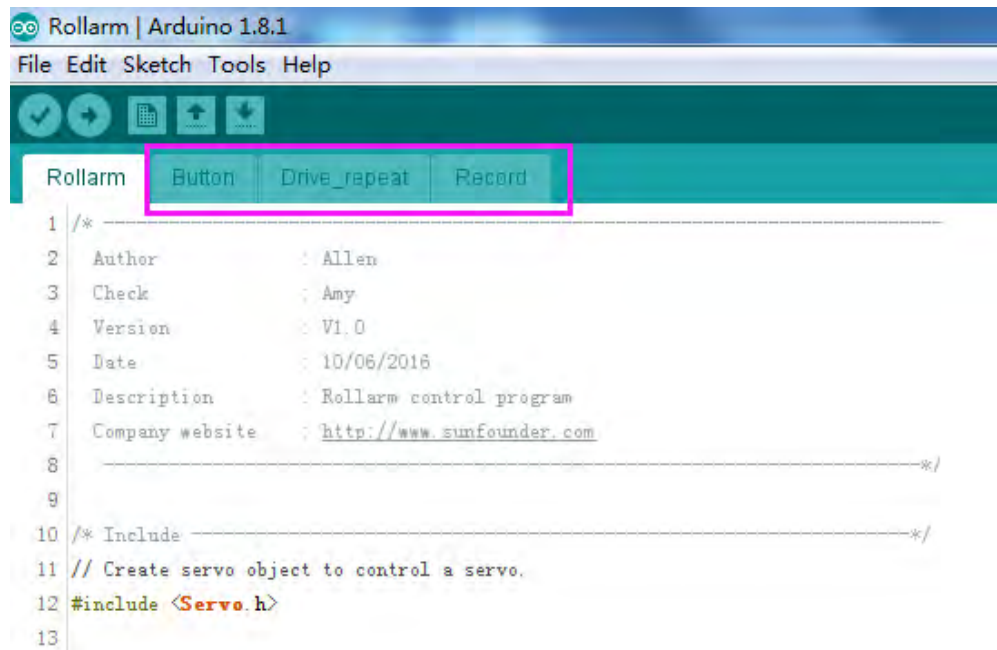 Rollarm | Arduino 1.8.1
File Edit Sketch Tools Help
Rollarm Button Drive_repeat Record
1 /*
2 Author : Allen
3 Check : Amy
4 Version : V1.0
5 Date : 10/06/2016
6 Description : Rollarm control program
7 Company website : http://www.sunfounder.com
8 */
9
10 /* Include */
11 // Create servo object to control a servo.
12 #include <Servo.h>
13